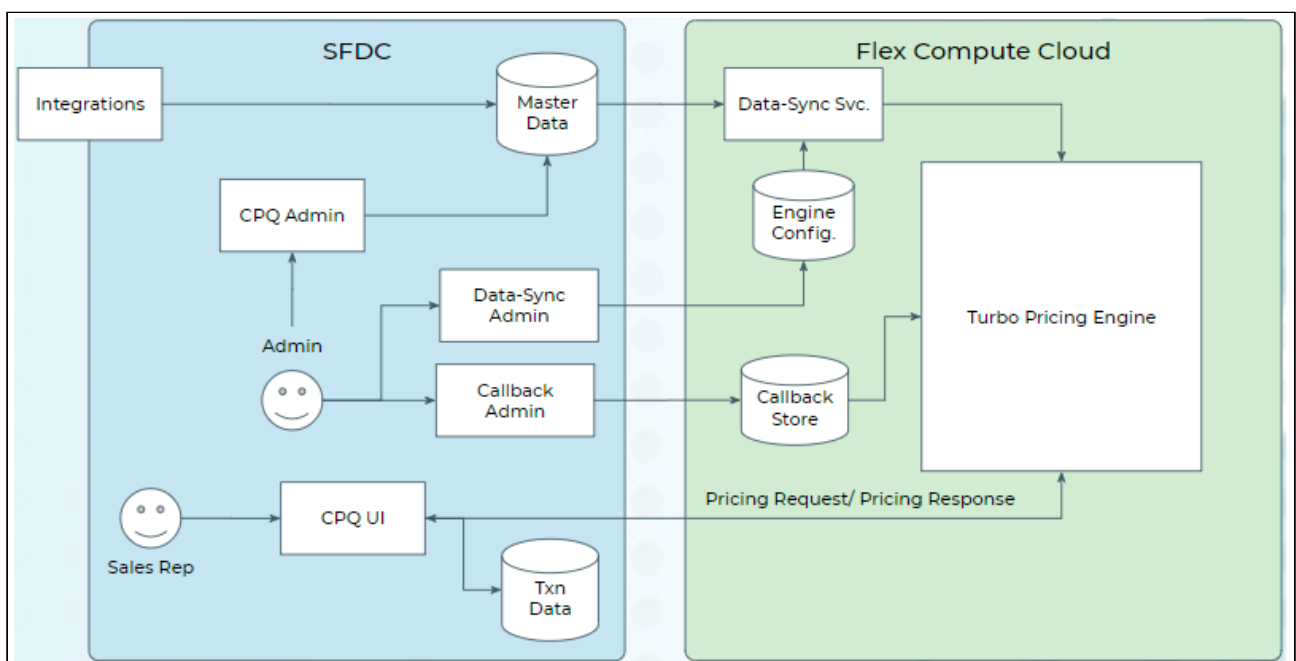 SFDC
Flex Compute Cloud
Integrations
Master
Data
Data-Sync Svc.
CPQ Admin
Engine
Config.
Data-Sync
Admin
Turbo Pricing Engine
Admin
Callback
Admin
Callback
Store
Pricing Request/ Pricing Response
CPQ UI
Sales Rep
Txn
Data